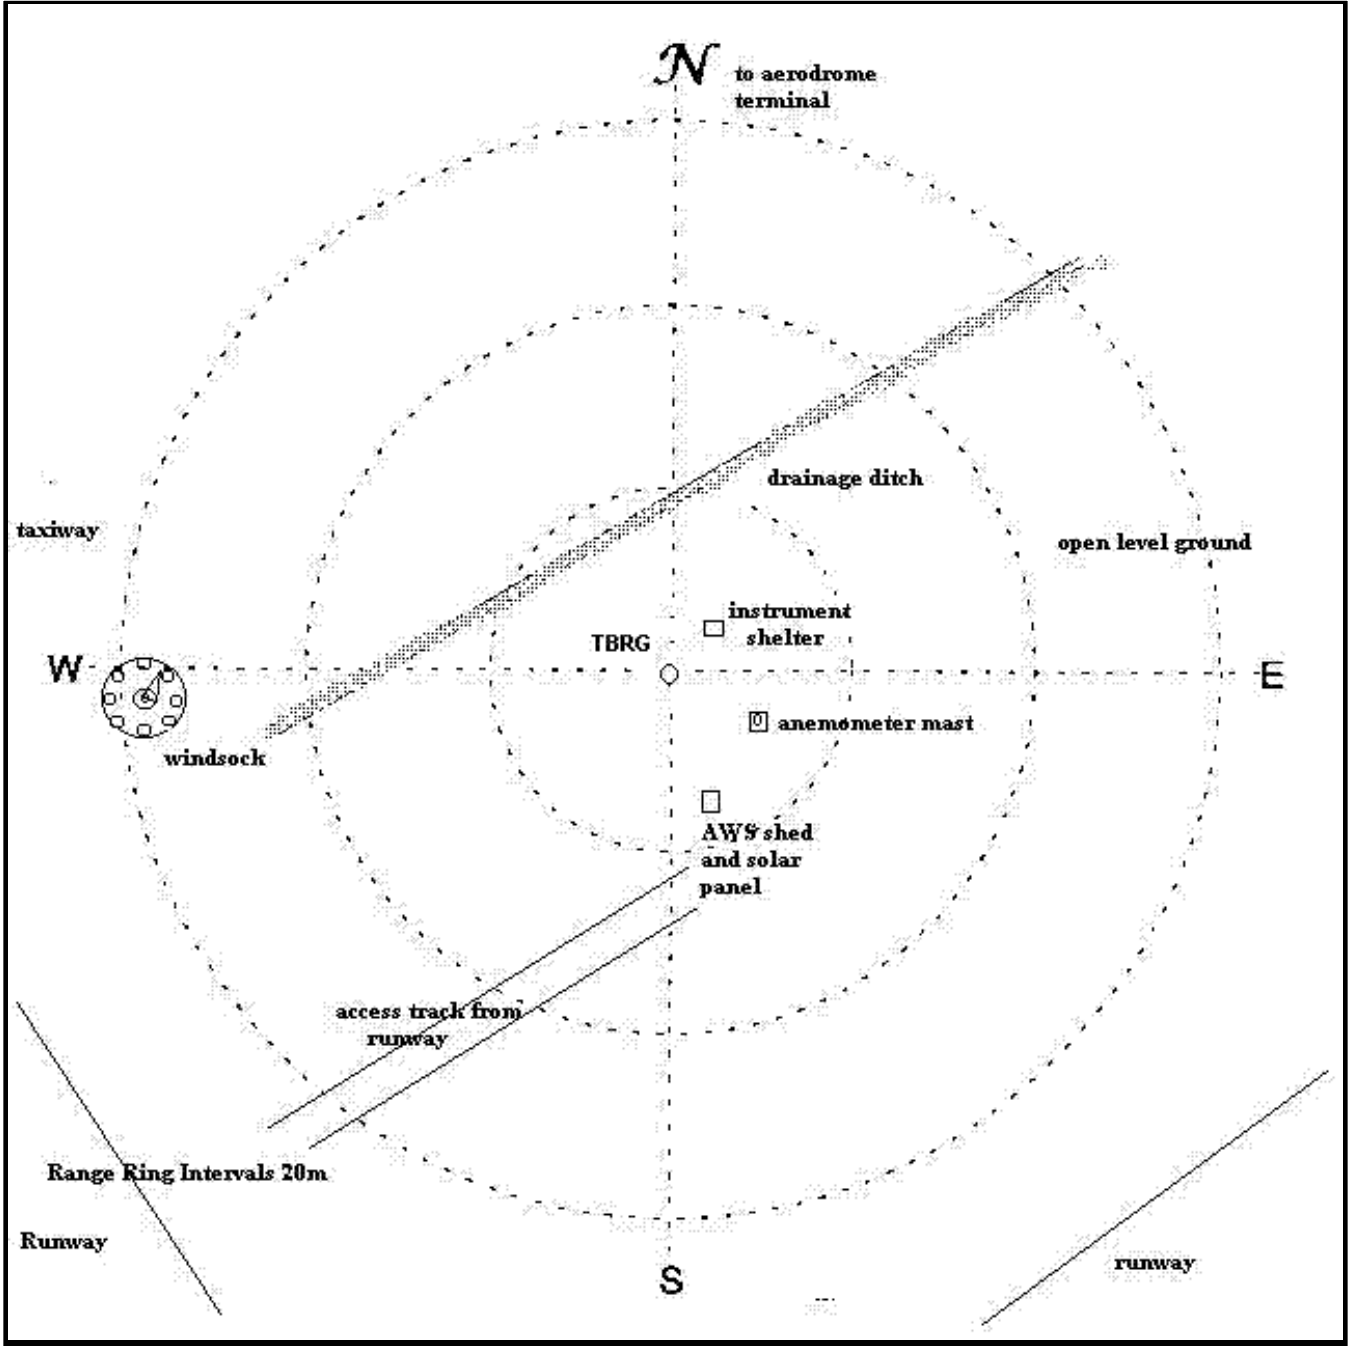 N
to aerodrome
terminal
drainage ditch
taxiway
open level ground
instrument
shelter
TBRG
W
E
anemometer mast
windsock
AWS shed
and solar
panel
access track from
runway
Range Ring Intervals 20m
Runway
S
runway